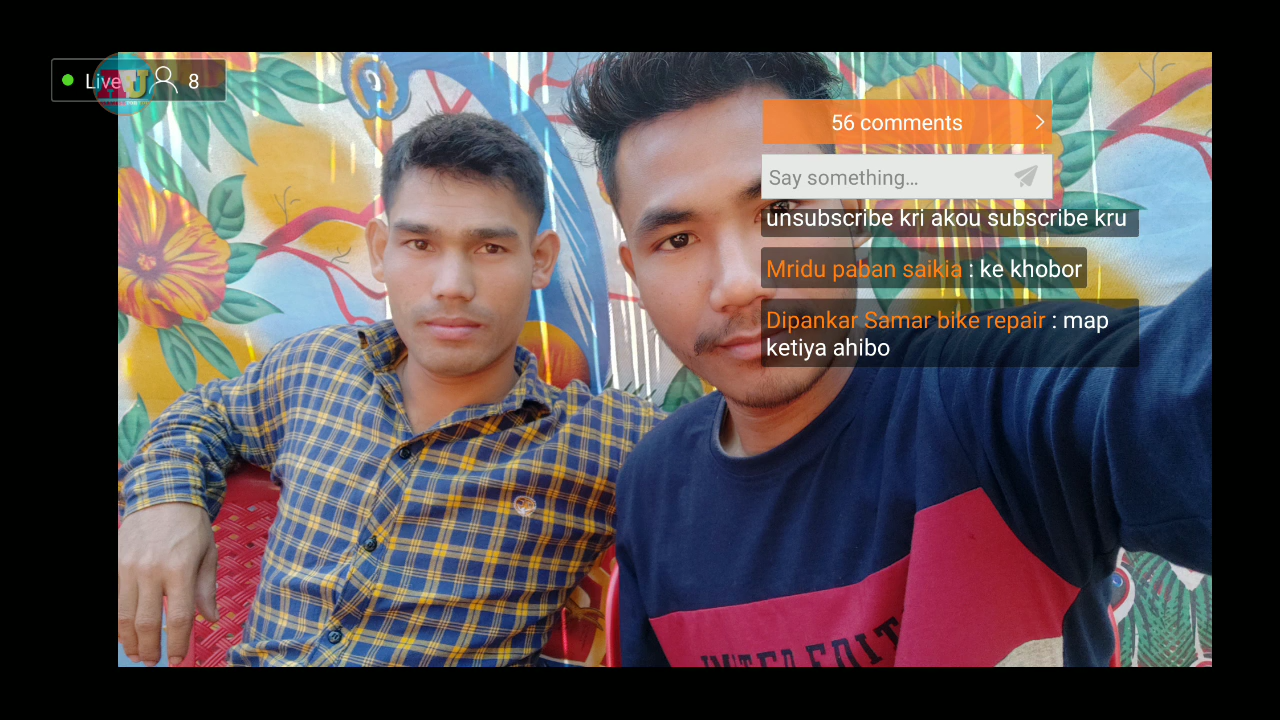 Live
8
56 comments
Say something...
unsubscribe kri akou subscribe kru
Mridu paban saikia : ke khobor
Dipankar Samar bike repair : map
ketiya ahibo